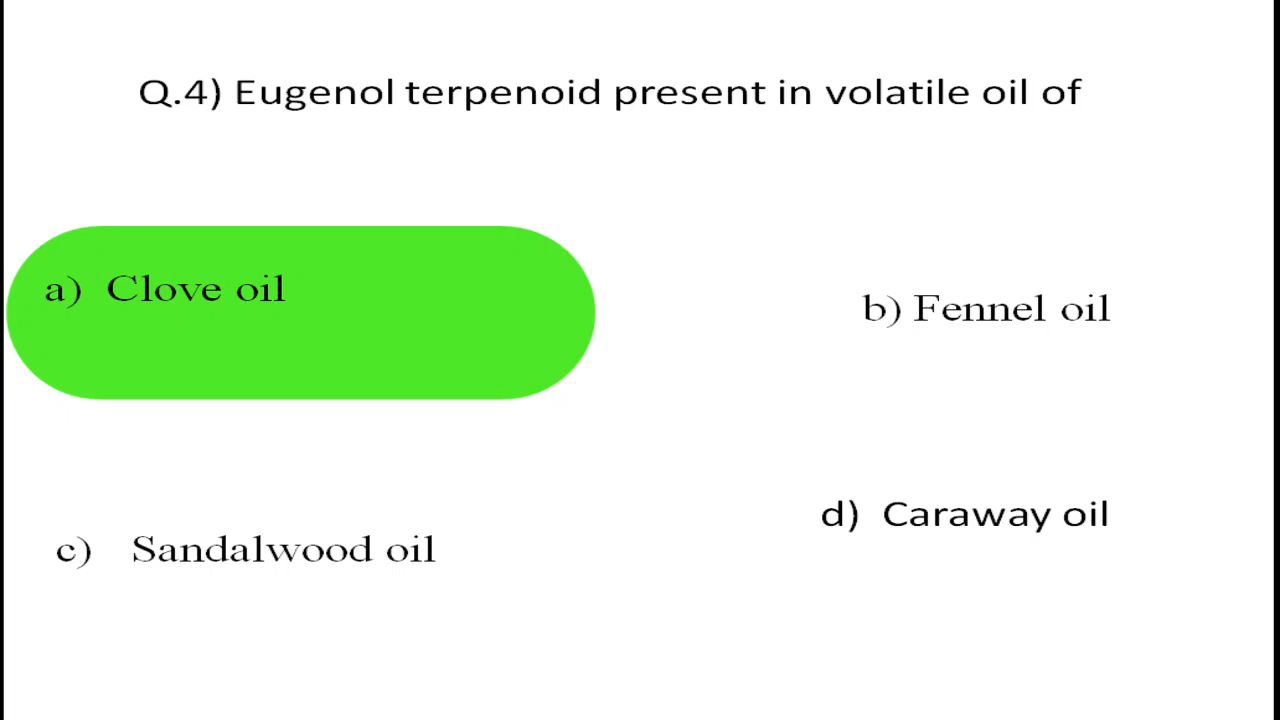 Q.4) Eugenol terpenoid present in volatile oil of
a) Clove oil
b) Fennel oil
c) Sandalwood oil
d) Caraway oil